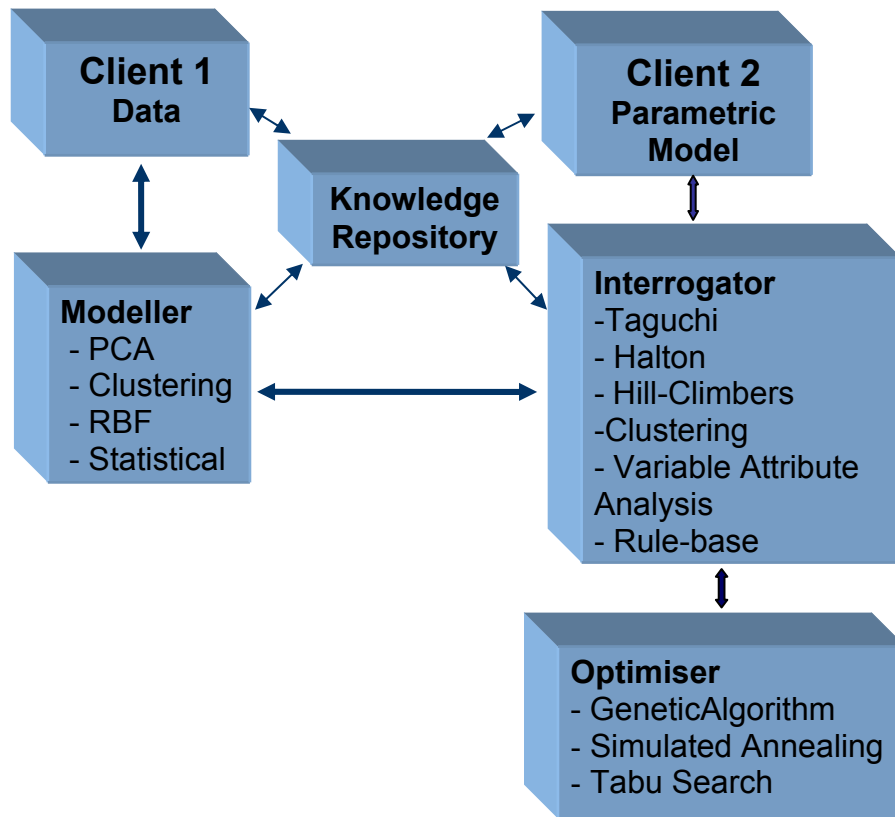 Client 1
Data
Client 2
Parametric
Model
Knowledge
Repository
Modeller
- PCA
- Clustering
- RBF
- Statistical
Interrogator
-Taguchi
- Halton
- Hill-Climbers
-Clustering
- Variable Attribute
Analysis
- Rule-base
Optimiser
- GeneticAlgorithm
- Simulated Annealing
- Tabu Search